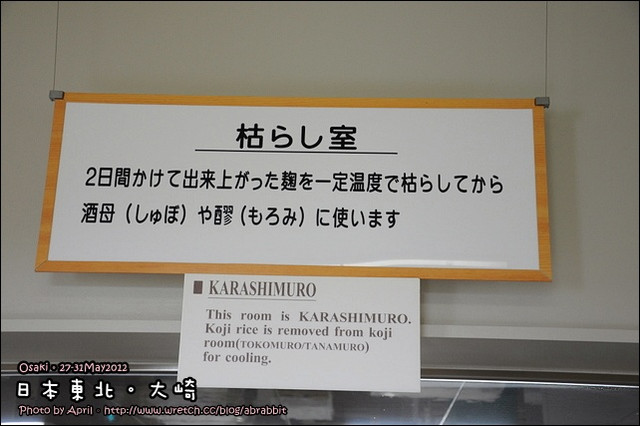 枯らし室
2日間かけて出来上がった麹を一定温度で枯らしてから
酒母（しゅぼ）や醪（もろみ）に使います
KARASHIMURO
This room is KARASHIMURO.
Koji rice is removed from koji
room(TOKOMURO/TANAMURO)
for cooling.
Osaki・27-31May2012
日本東北。大崎
Photo by April・http://www.wretch.cc/blog/abrabbit